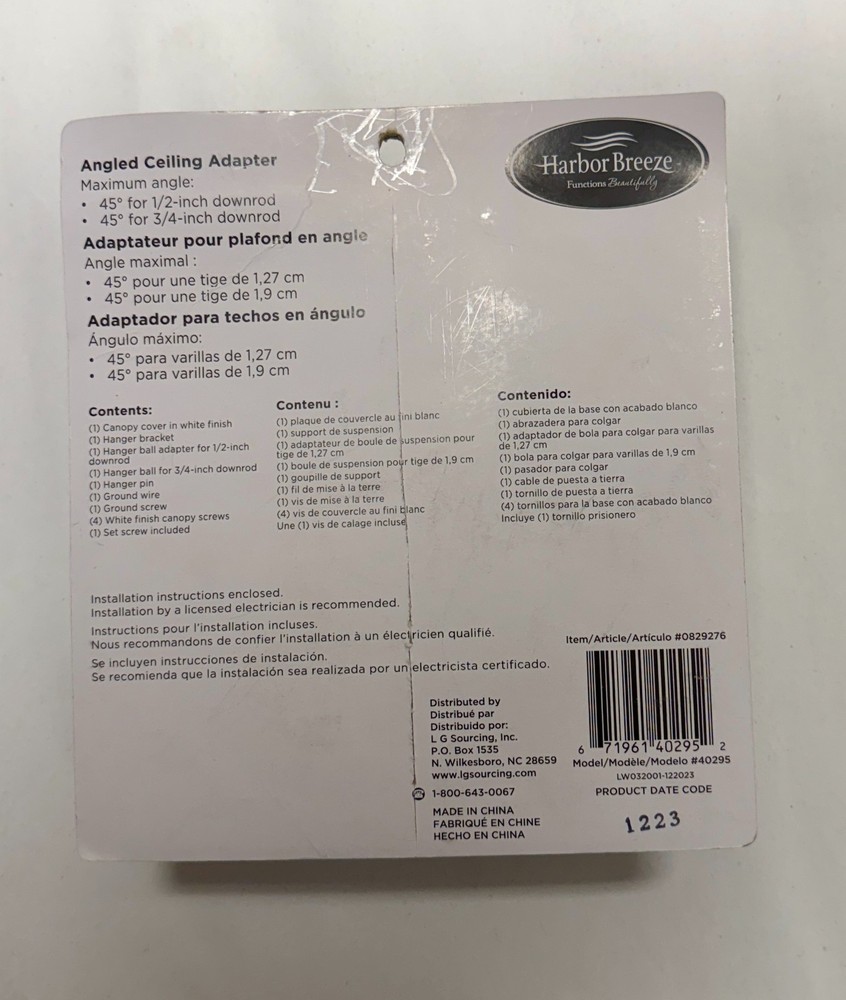 Angled Ceiling Adapter
Maximum angle:
• 45° for 1/2-inch downrod
• 45° for 3/4-inch downrod
Adaptateur pour plafond en angle
Angle maximal :
• 45° pour une tige de 1,27 cm
• 45° pour une tige de 1,9 cm
Adaptador para techos en ángulo
Ángulo máximo:
• 45° para varillas de 1,27 cm
• 45° para varillas de 1,9 cm
Harbor Breeze
Functions Beautifully
Contents:
(1) Canopy cover in white finish
(1) Hanger bracket
(1) Hanger ball adapter for 1/2-inch
downrod
(1) Hanger ball for 3/4-inch downrod
(1) Hanger pin
(1) Ground wire
(1) Ground screw
(4) White finish canopy screws
(1) Set screw included
Contenu :
(1) plaque de couvercle au fini blanc
(1) support de suspension
(1) adaptateur de boule de suspension pour
tige de 1,27 cm
(1) boule de suspension pour tige de 1,9 cm
(1) goupille de support
(1) fil de mise à la terre
(1) vis de mise à la terre
(4) vis de couvercle au fini blanc
Une (1) vis de calage incluse
Contenido:
(1) cubierta de la base con acabado blanco
(1) abrazadera para colgar
(1) adaptador de bola para colgar para varillas
de 1,27 cm
(1) bola para colgar para varillas de 1,9 cm
(1) pasador para colgar
(1) cable de puesta a tierra
(1) tornillo de puesta a tierra
(4) tornillos para la base con acabado blanco
Incluye (1) tornillo prisionero
Installation instructions enclosed.
Installation by a licensed electrician is recommended.
Instructions pour l'installation incluses.
Nous recommandons de confier l'installation à un électricien qualifié.
Se incluyen instrucciones de instalación.
Se recomienda que la instalación sea realizada por un electricista certificado.
Distributed by
Distribué par
Distribuido por:
L G Sourcing, Inc.
P.O. Box 1535
N. Wilkesboro, NC 28659
www.lgsourcing.com
1-800-643-0067
MADE IN CHINA
FABRIQUÉ EN CHINE
HECHO EN CHINA
Item/Article/Artículo #0829276
6 71961 40295 2
Model/Modèle/Modelo #40295
LW032001-122023
PRODUCT DATE CODE
1223